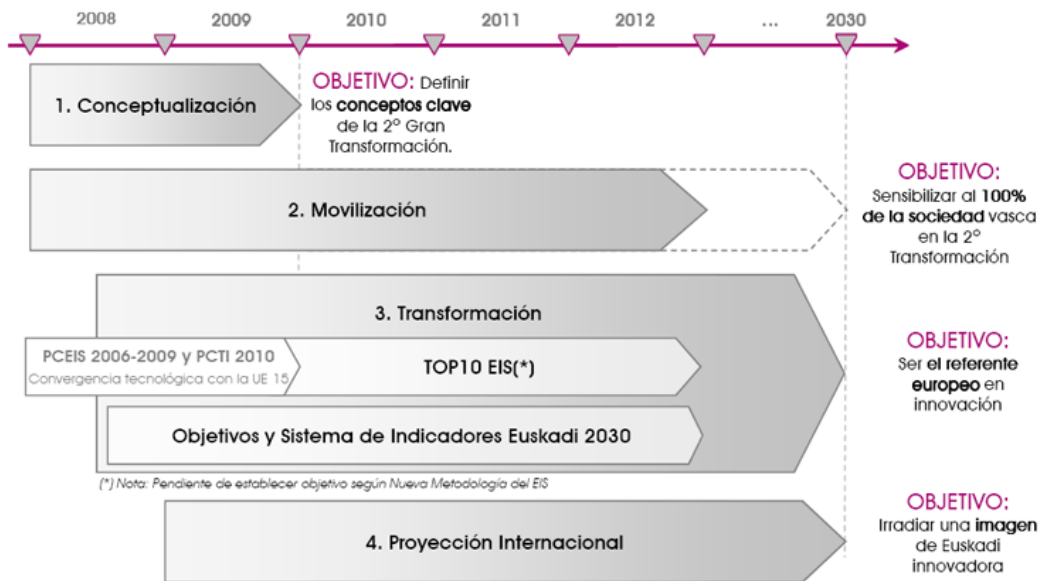 2008 2009 2010 2011 2012 ... 2030
1. Conceptualización
OBJETIVO: Definir
los conceptos clave
de la 2º Gran
Transformación.
2. Movilización
OBJETIVO:
Sensibilizar al 100%
de la sociedad vasca
en la 2º
Transformación
3. Transformación
PCEIS 2006-2009 y PCTI 2010
Convergencia tecnológica con la UE 15
TOP10 EIS(*)
Objetivos y Sistema de Indicadores Euskadi 2030
(*) Nota: Pendiente de establecer objetivo según Nueva Metodología del EIS
OBJETIVO:
Ser el referente
europeo en
innovación
4. Proyección Internacional
OBJETIVO:
Irradiar una imagen
de Euskadi
innovadora